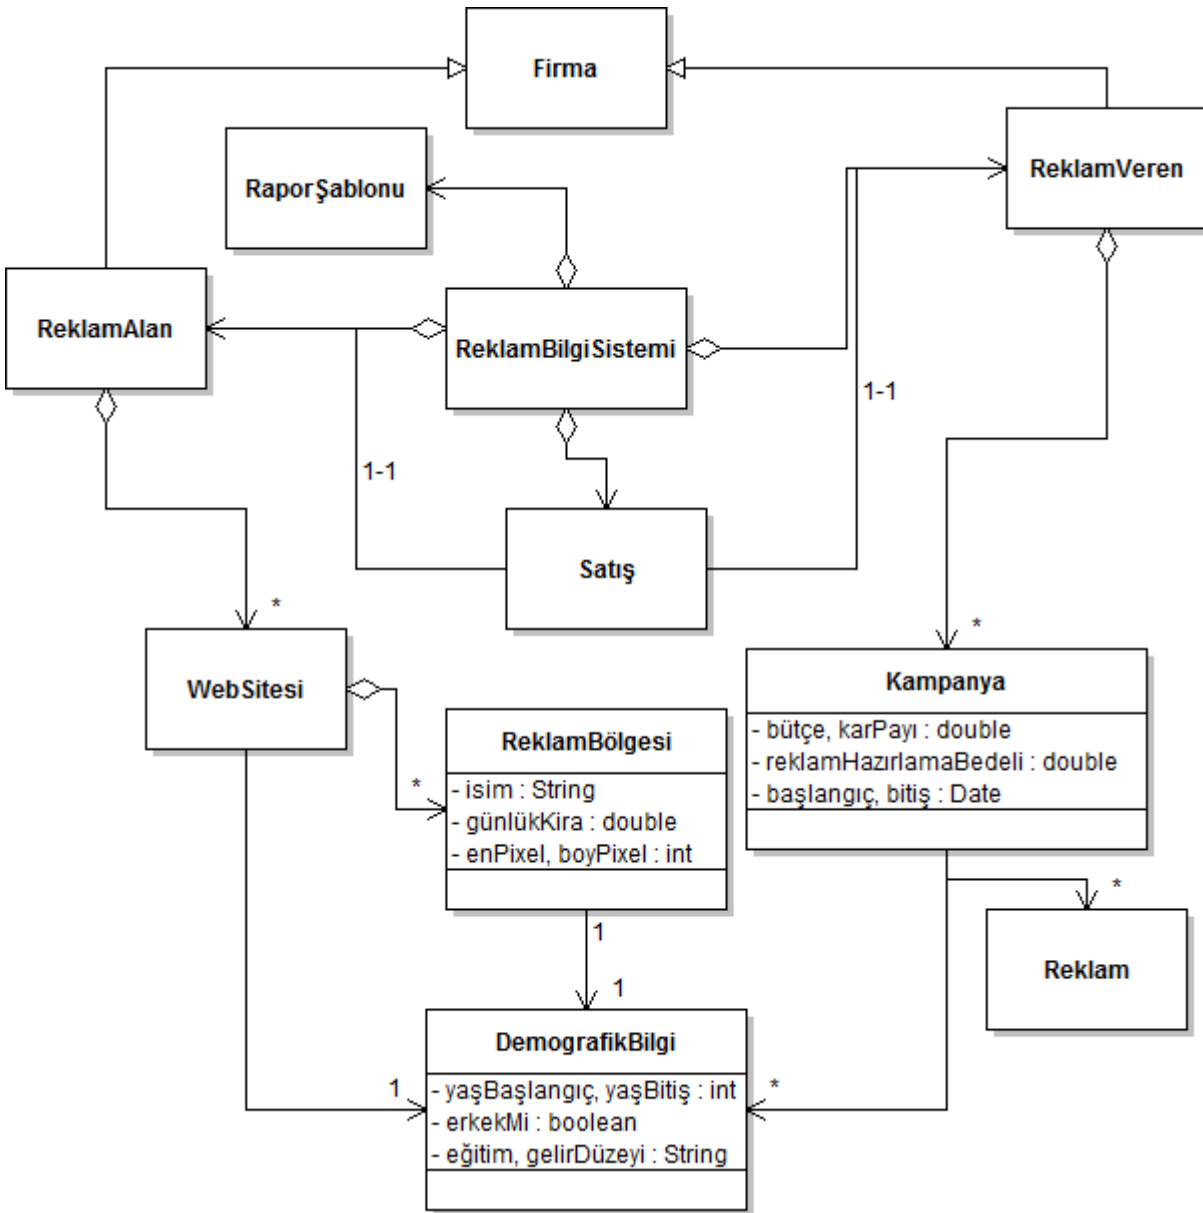 Firma
RaporŞablonu
ReklamVeren
ReklamAlan
ReklamBilgiSistemi
1-1
1-1
Satış
*
*
WebSitesi
Kampanya
- bütçe, karPayı : double
- reklamHazırlamaBedeli : double
- başlangıç, bitiş : Date
ReklamBölgesi
- isim : String
- günlükKira : double
- enPixel, boyPixel : int
*
*
Reklam
1
1
DemografikBilgi
- yaşBaşlangıç, yaşBitiş : int
- erkekMi : boolean
- eğitim, gelirDüzeyi : String
1
*